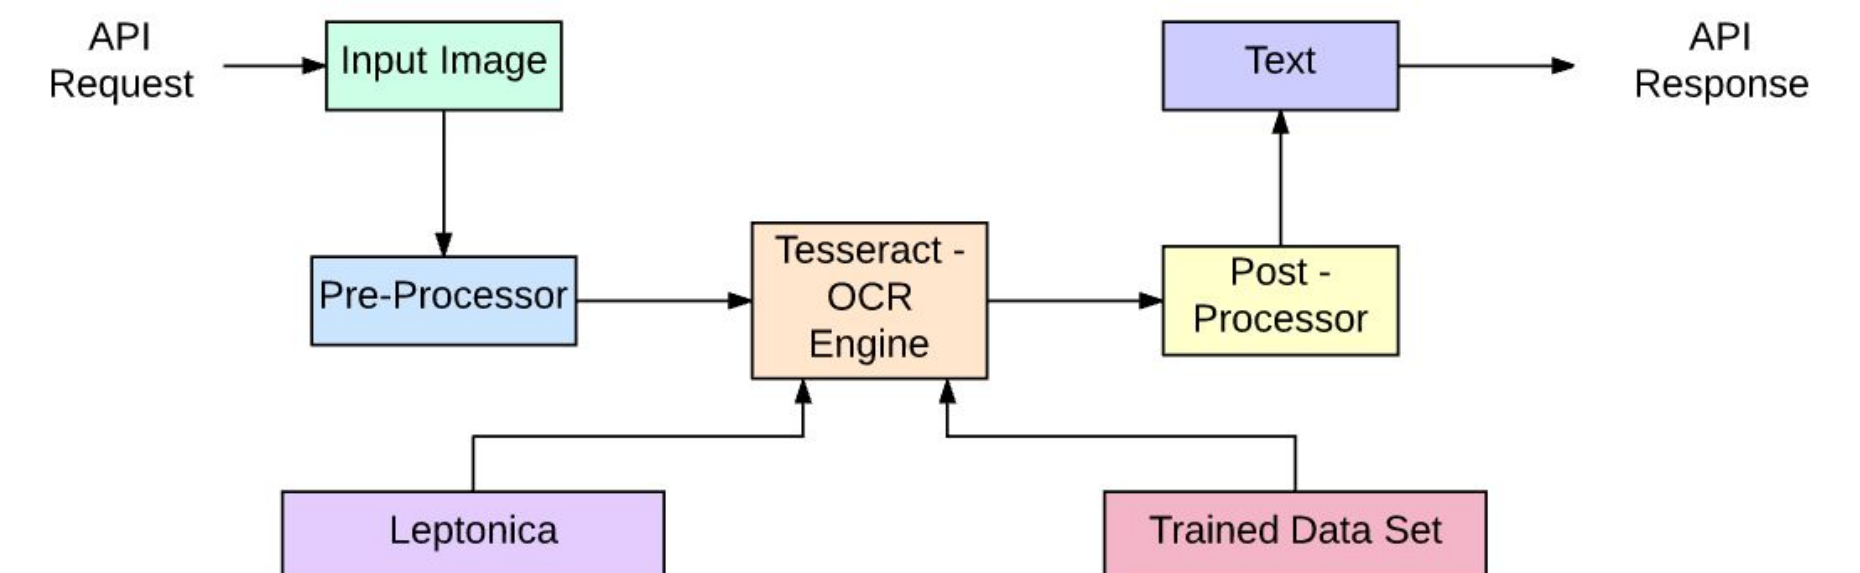 API
Request
Input Image
Text
API
Response
Pre-Processor
Tesseract -
OCR
Engine
Post -
Processor
Leptonica
Trained Data Set